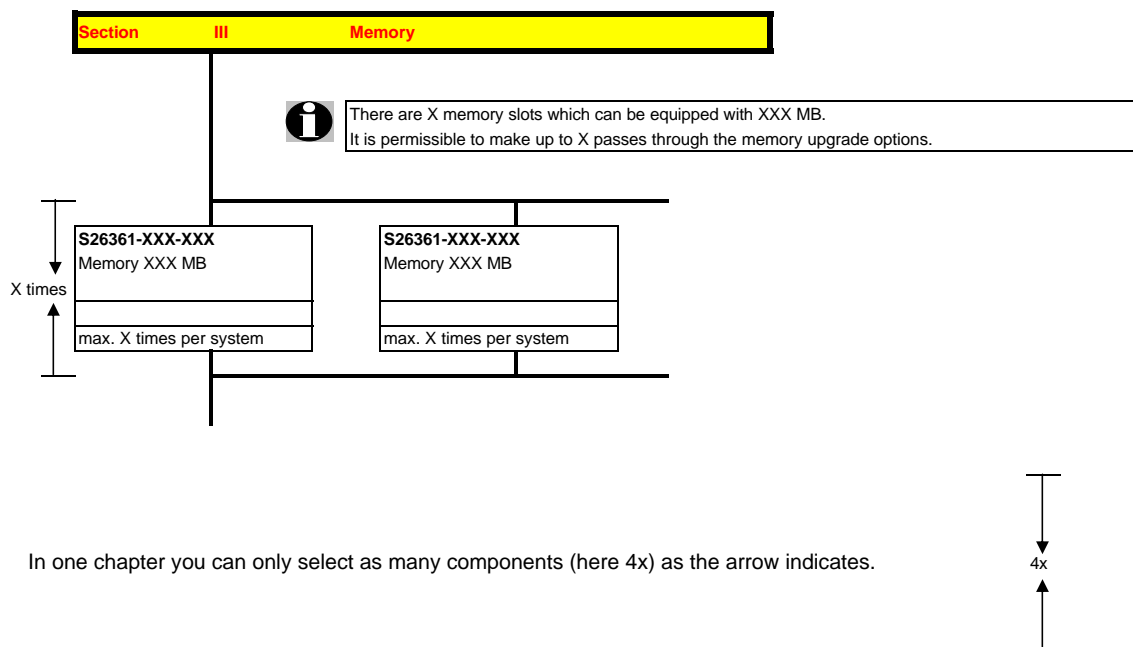 Section III Memory
There are X memory slots which can be equipped with XXX MB.
It is permissible to make up to X passes through the memory upgrade options.
S26361-XXX-XXX
Memory XXX MB
max. X times per system
S26361-XXX-XXX
Memory XXX MB
max. X times per system
X times
In one chapter you can only select as many components (here 4x) as the arrow indicates.
4x